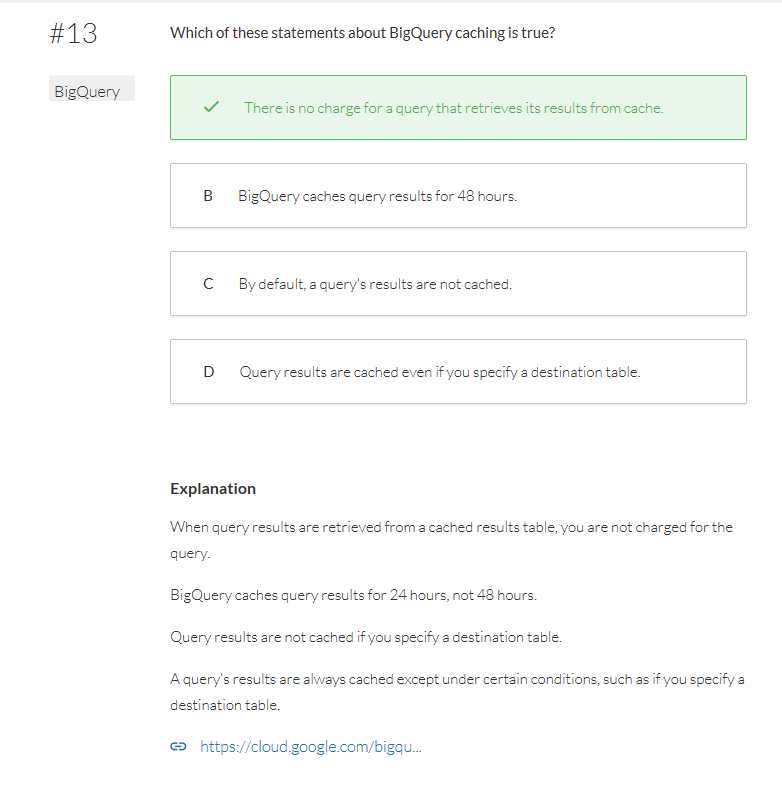 #13
Which of these statements about BigQuery caching is true?
BigQuery
There is no charge for a query that retrieves its results from cache.
B BigQuery caches query results for 48 hours.
C By default, a query's results are not cached.
D Query results are cached even if you specify a destination table.
Explanation
When query results are retrieved from a cached results table, you are not charged for the
query.
BigQuery caches query results for 24 hours, not 48 hours.
Query results are not cached if you specify a destination table.
A query's results are always cached except under certain conditions, such as if you specify a
destination table.
https://cloud.google.com/bigqu...